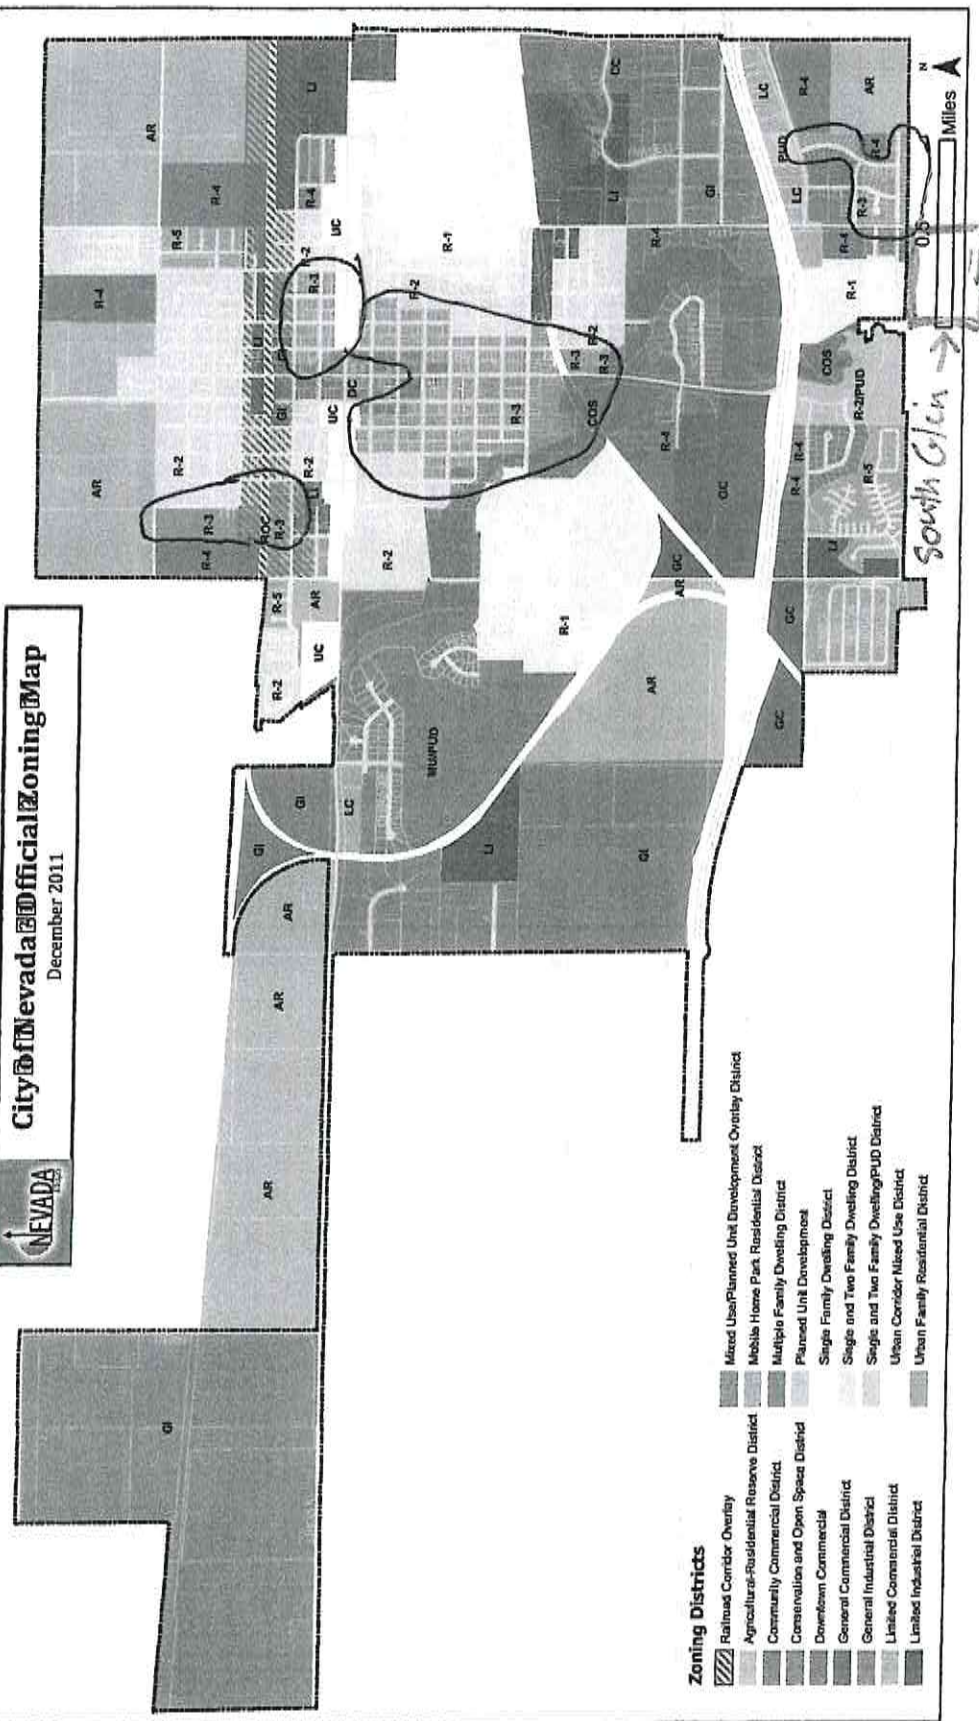 NEVADA
City of Nevada Official Zoning Map
December 2011
GI
AR
AR
AR
GI
GI
LC
MU/PUD
LI
GI
AR
R-1
R-2
UC
R-5
AR
AR
R-4
R-3
R-2
ROC
R-3
LI
R-2
UC
R-2
GI
DC
LI
R-4
R-5
R-4
AR
R-3
R-2
R-4
UC
LI
R-1
R-2
R-3
COS
R-3
R-3
R-2
R-4
R-4
GC
GC
AR
GC
GC
CC
LI
GI
LC
R-4
AR
PUD
LC
R-4
R-3
R-4
R-1
COS
R-2/PUD
R-4
R-4
R-5
LI
South Glen →
0.5
Miles
N
Zoning Districts
Railroad Corridor Overlay
Agricultural-Residential Reserve District
Community Commercial District
Conservation and Open Space District
Downtown Commercial
General Commercial District
General Industrial District
Limited Commercial District
Limited Industrial District
Mixed Use/Planned Unit Development Overlay District
Mobile Home Park Residential District
Multiple Family Dwelling District
Planned Unit Development
Single Family Dwelling District
Single and Two Family Dwelling District
Single and Two Family Dwelling/PUD District
Urban Corridor Mixed Use District
Urban Family Residential District